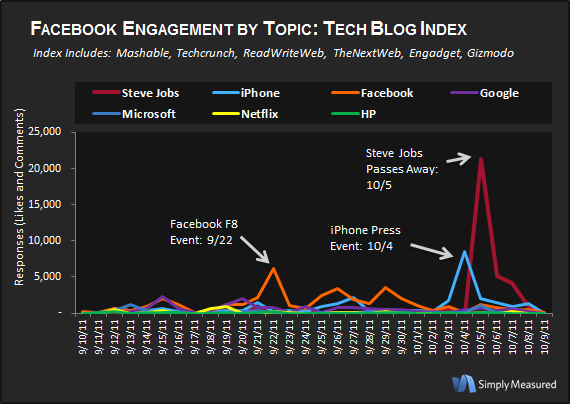 FACEBOOK ENGAGEMENT BY TOPIC: TECH BLOG INDEX
Index Includes: Mashable, Techcrunch, ReadWriteWeb, TheNextWeb, Engadget, Gizmodo
Steve Jobs iPhone Facebook Google
Microsoft Netflix HP
Responses (Likes and Comments)
25,000
20,000
15,000
10,000
5,000
-
Steve Jobs
Passes Away:
10/5
Facebook F8
Event: 9/22
iPhone Press
Event: 10/4
9/10/11 9/11/11 9/12/11 9/13/11 9/14/11 9/15/11 9/16/11 9/17/11 9/18/11 9/19/11 9/20/11 9/21/11 9/22/11 9/23/11 9/24/11 9/25/11 9/26/11 9/27/11 9/28/11 9/29/11 9/30/11 10/1/11 10/2/11 10/3/11 10/4/11 10/5/11 10/6/11 10/7/11 10/8/11 10/9/11
Simply Measured